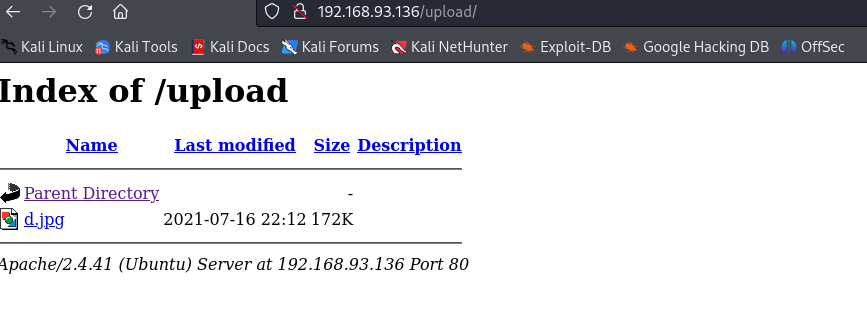 192.168.93.136/upload/
Kali Linux Kali Tools Kali Docs Kali Forums Kali NetHunter Exploit-DB Google Hacking DB OffSec
Index of /upload
Name Last modified Size Description
Parent Directory -
d.jpg 2021-07-16 22:12 172K
Apache/2.4.41 (Ubuntu) Server at 192.168.93.136 Port 80